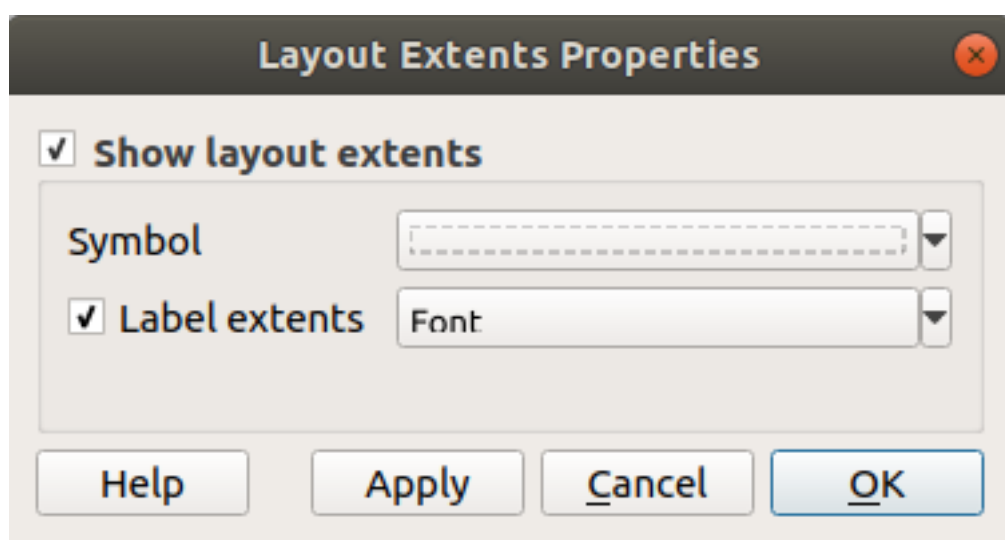 Layout Extents Properties
Show layout extents
Symbol
Label extents Font
Help Apply Cancel OK